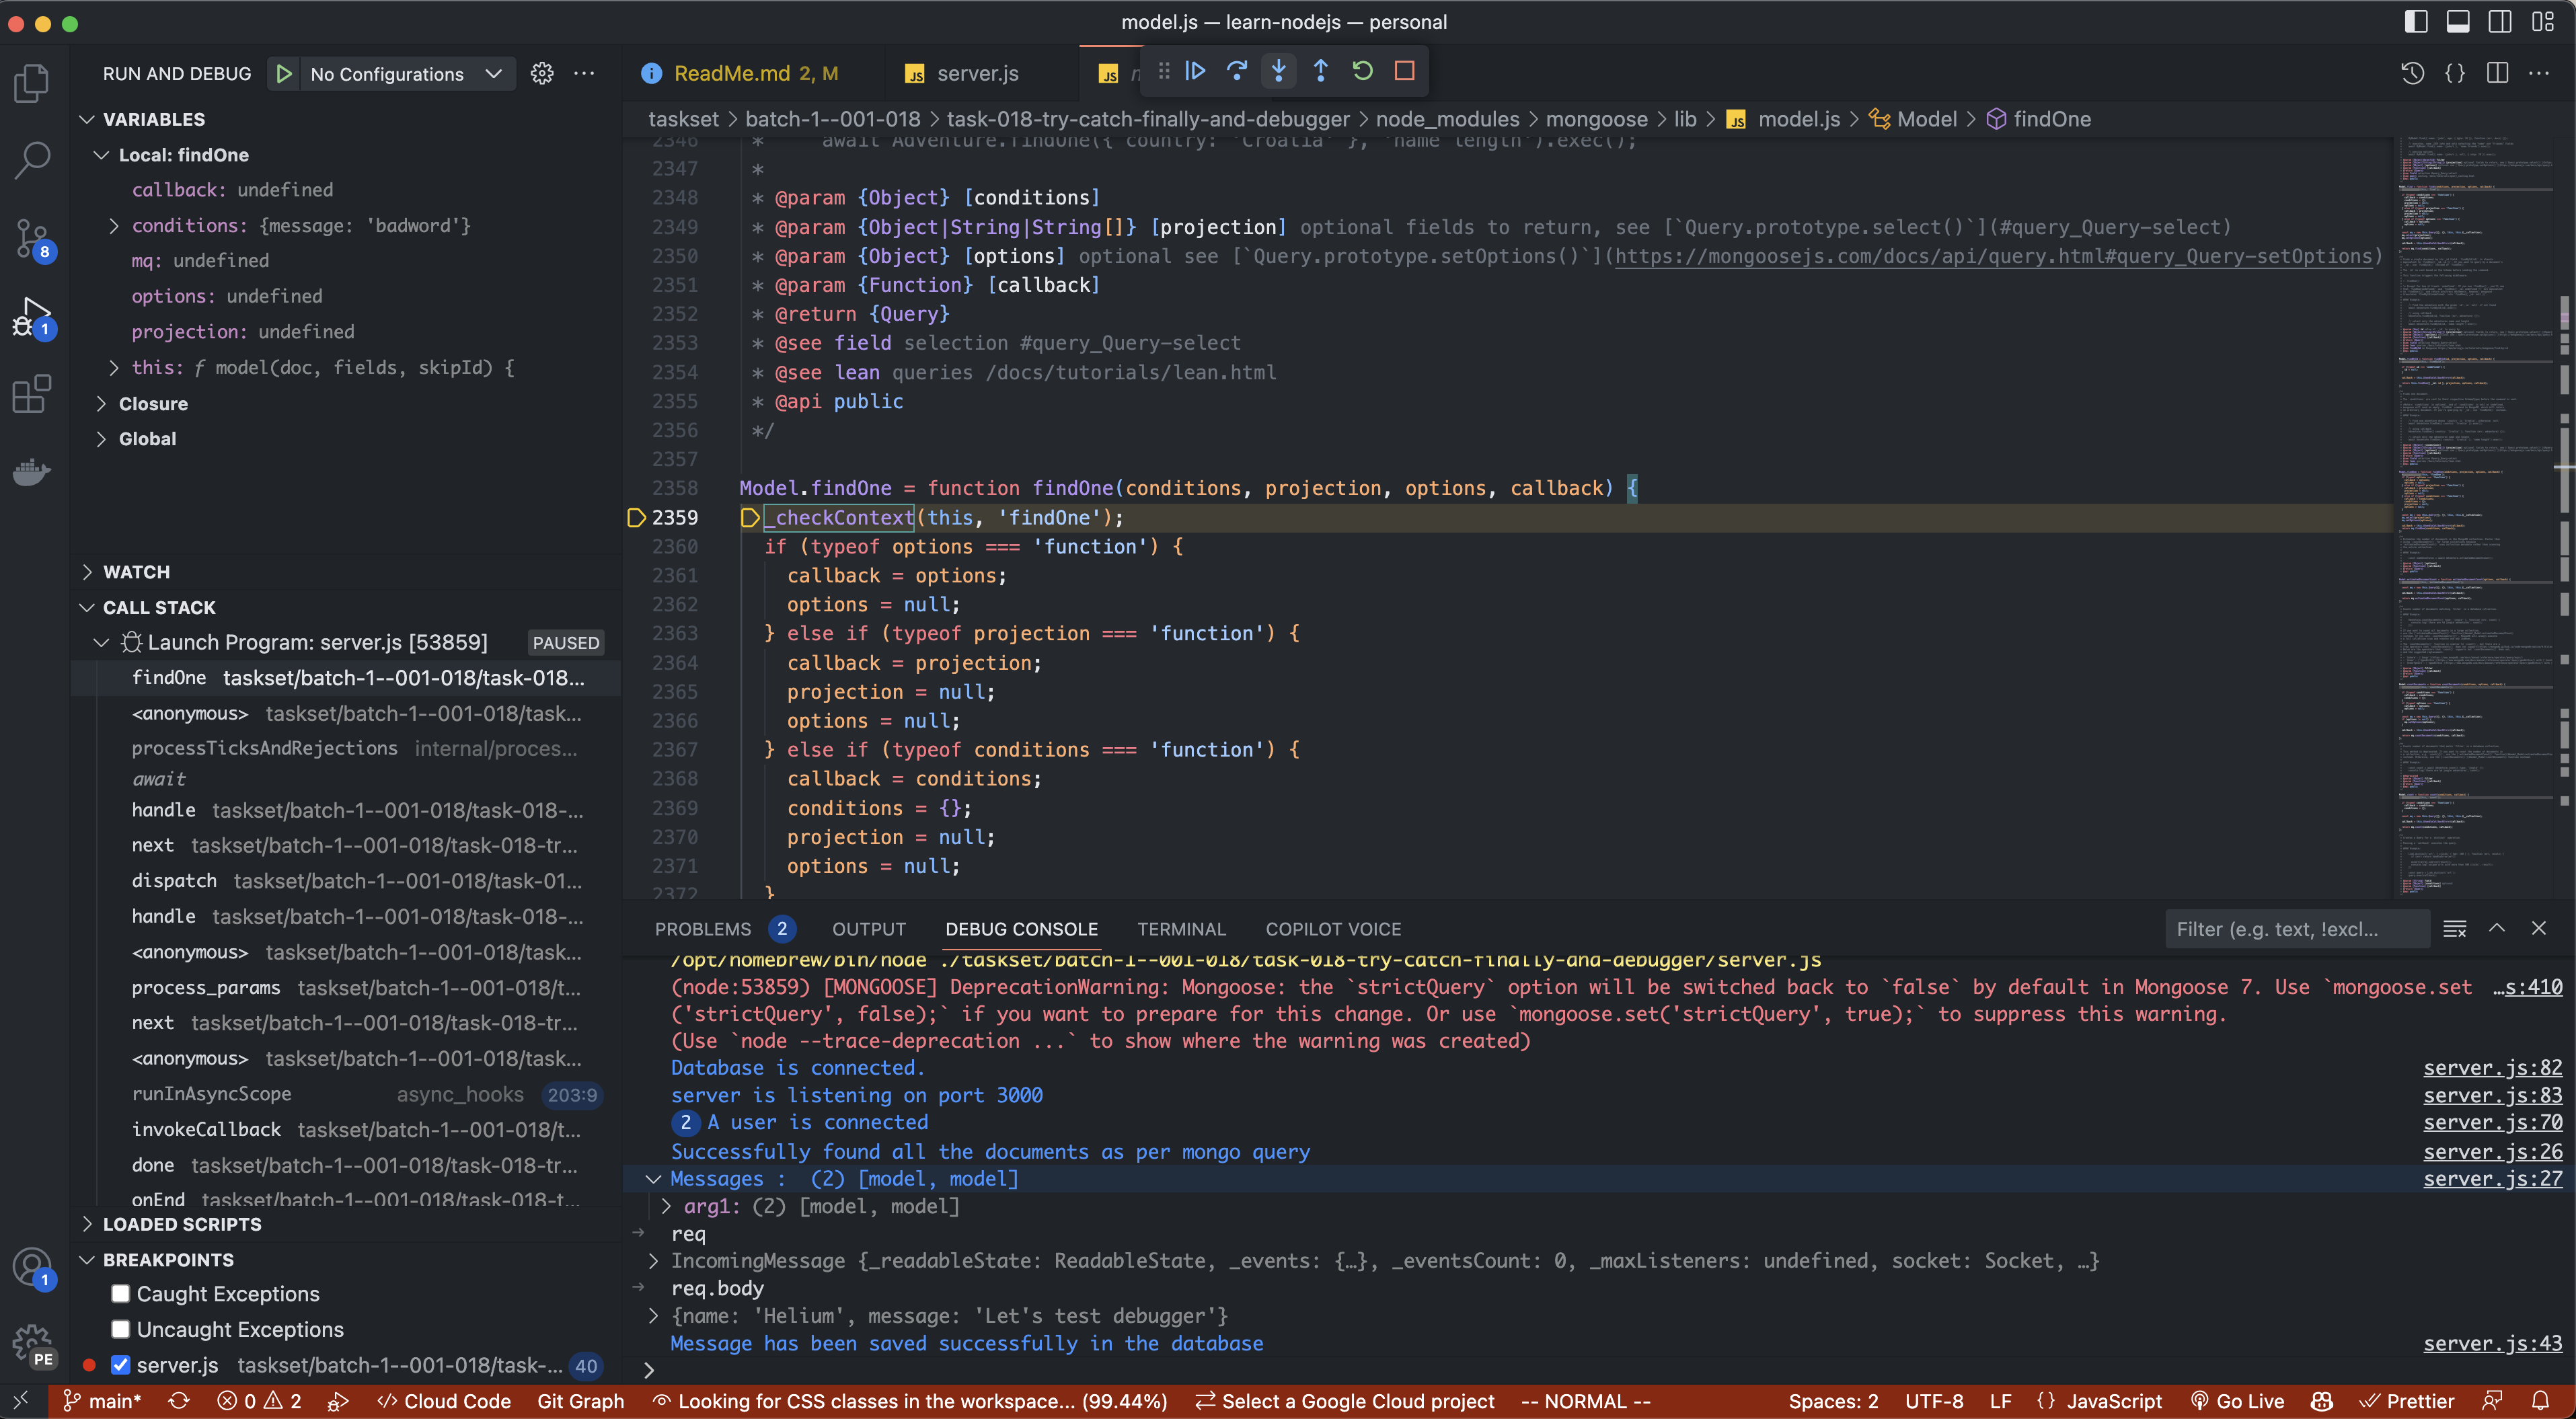 model.js — learn-nodejs — personal
RUN AND DEBUG
No Configurations
ReadMe.md 2, M
server.js
VARIABLES
Local: findOne
callback: undefined
conditions: {message: 'badword'}
mq: undefined
options: undefined
projection: undefined
this: ƒ model(doc, fields, skipId) {
Closure
Global
WATCH
CALL STACK
Launch Program: server.js [53859] PAUSED
findOne taskset/batch-1--001-018/task-018...
<anonymous> taskset/batch-1--001-018/task...
processTicksAndRejections internal/proces...
await
handle taskset/batch-1--001-018/task-018-...
next taskset/batch-1--001-018/task-018-tr...
dispatch taskset/batch-1--001-018/task-01...
handle taskset/batch-1--001-018/task-018-...
<anonymous> taskset/batch-1--001-018/task...
process_params taskset/batch-1--001-018/t...
next taskset/batch-1--001-018/task-018-tr...
<anonymous> taskset/batch-1--001-018/task...
runInAsyncScope async_hooks 203:9
invokeCallback taskset/batch-1--001-018/t...
done taskset/batch-1--001-018/task-018-tr...
onEnd taskset/batch-1--001-018/task-018-t...
LOADED SCRIPTS
BREAKPOINTS
Caught Exceptions
Uncaught Exceptions
server.js taskset/batch-1--001-018/task-... 40
8
1
1
PE
taskset > batch-1--001-018 > task-018-try-catch-finally-and-debugger > node_modules > mongoose > lib > JS model.js > Model > findOne
2346 * await Adventure.findOne({ country: 'Croatia' }, 'name length').exec();
2347 *
2348 * @param {Object} [conditions]
2349 * @param {Object|String|String[]} [projection] optional fields to return, see [`Query.prototype.select()`](#query_Query-select)
2350 * @param {Object} [options] optional see [`Query.prototype.setOptions()`](https://mongoosejs.com/docs/api/query.html#query_Query-setOptions)
2351 * @param {Function} [callback]
2352 * @return {Query}
2353 * @see field selection #query_Query-select
2354 * @see lean queries /docs/tutorials/lean.html
2355 * @api public
2356 */
2357
2358 Model.findOne = function findOne(conditions, projection, options, callback) {
2359 _checkContext(this, 'findOne');
2360 if (typeof options === 'function') {
2361 callback = options;
2362 options = null;
2363 } else if (typeof projection === 'function') {
2364 callback = projection;
2365 projection = null;
2366 options = null;
2367 } else if (typeof conditions === 'function') {
2368 callback = conditions;
2369 conditions = {};
2370 projection = null;
2371 options = null;
2372 }
PROBLEMS 2 OUTPUT DEBUG CONSOLE TERMINAL COPILOT VOICE
Filter (e.g. text, !excl...
/opt/homebrew/bin/node ./taskset/batch-1--001-018/task-018-try-catch-finally-and-debugger/server.js
(node:53859) [MONGOOSE] DeprecationWarning: Mongoose: the `strictQuery` option will be switched back to `false` by default in Mongoose 7. Use `mongoose.set …s:410
('strictQuery', false);` if you want to prepare for this change. Or use `mongoose.set('strictQuery', true);` to suppress this warning.
(Use `node --trace-deprecation ...` to show where the warning was created)
Database is connected. server.js:82
server is listening on port 3000 server.js:83
2 A user is connected server.js:70
Successfully found all the documents as per mongo query server.js:26
Messages : (2) [model, model] server.js:27
arg1: (2) [model, model]
req
IncomingMessage {_readableState: ReadableState, _events: {…}, _eventsCount: 0, _maxListeners: undefined, socket: Socket, …}
req.body
{name: 'Helium', message: 'Let's test debugger'}
Message has been saved successfully in the database server.js:43
main* 0 2 Cloud Code Git Graph Looking for CSS classes in the workspace... (99.44%) Select a Google Cloud project -- NORMAL -- Spaces: 2 UTF-8 LF {} JavaScript Go Live Prettier